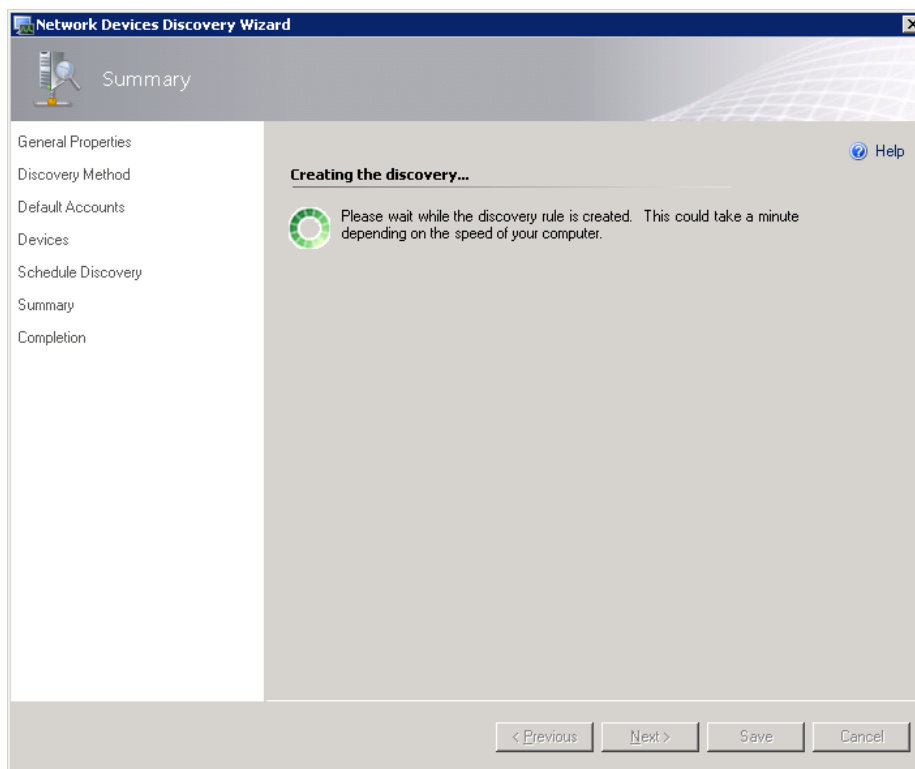 Network Devices Discovery Wizard
Summary
General Properties
Discovery Method
Default Accounts
Devices
Schedule Discovery
Summary
Completion
Help
Creating the discovery...
Please wait while the discovery rule is created.  This could take a minute
depending on the speed of your computer.
< Previous
Next >
Save
Cancel